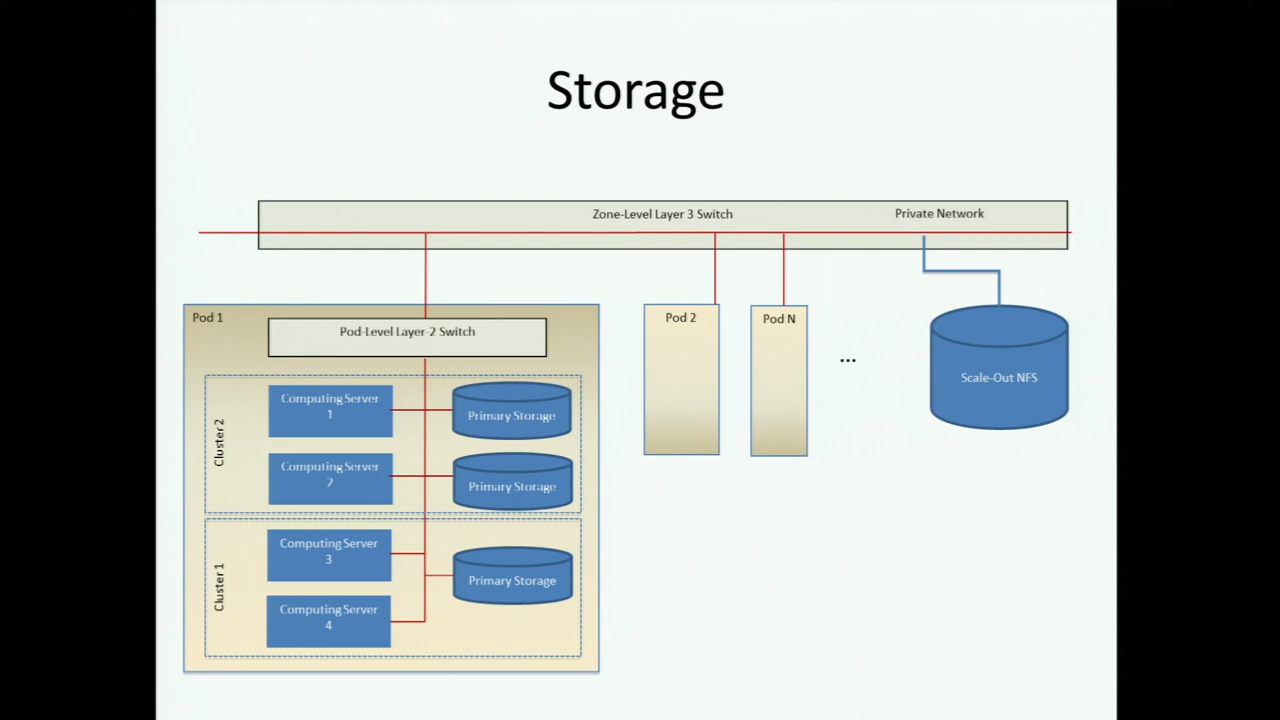 Storage
Zone-Level Layer 3 Switch
Private Network
Pod 1
Pod-Level Layer-2 Switch
Cluster 2
Computing Server
1
Primary Storage
Computing Server
2
Primary Storage
Cluster 1
Computing Server
3
Primary Storage
Computing Server
4
Pod 2
Pod N
...
Scale-Out NFS